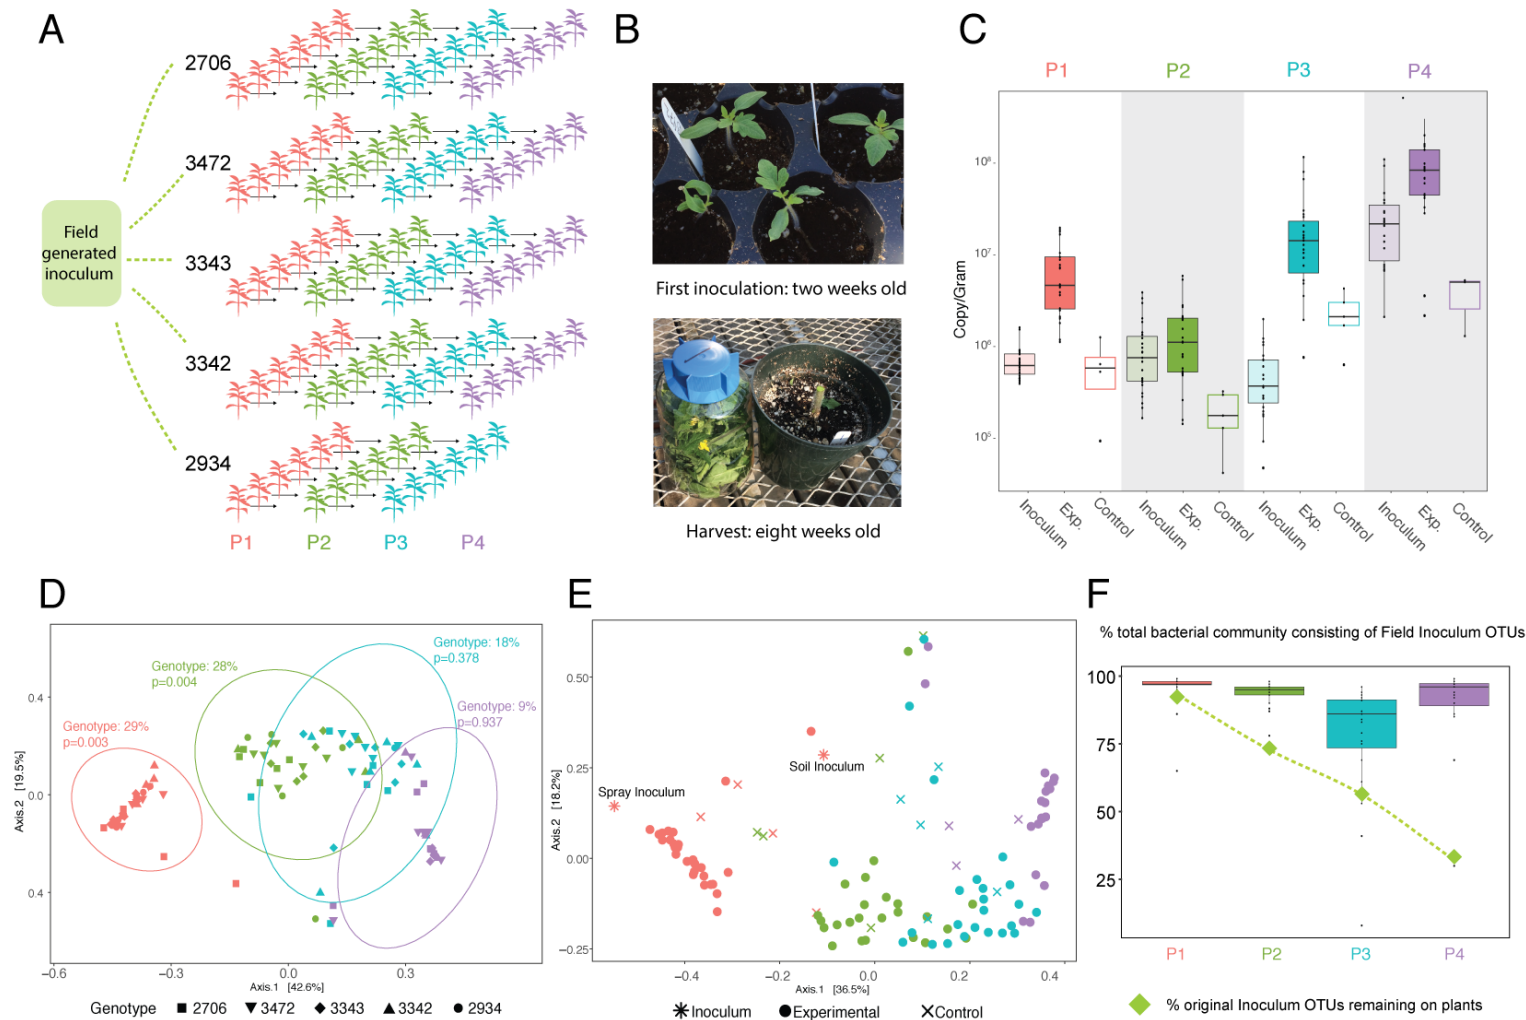 A
2706
3472
3343
3342
2934
Field
generated
inoculum
P1
P2
P3
P4
B
First inoculation: two weeks old
Harvest: eight weeks old
C
P1
P2
P3
P4
Copy/Gram
10⁸
10⁷
10⁶
10⁵
Inoculum
Exp.
Control
Inoculum
Exp.
Control
Inoculum
Exp.
Control
Inoculum
Exp.
Control
D
Genotype: 29%
p=0.003
Genotype: 28%
p=0.004
Genotype: 18%
p=0.378
Genotype: 9%
p=0.937
Axis.2 [19.5%]
0.4
0.0
0.4
−0.6
−0.3
0.0
0.3
Axis.1 [42.6%]
Genotype
2706
3472
3343
3342
2934
E
Spray Inoculum
Soil Inoculum
Axis.2 [18.2%]
0.50
0.25
0.00
−0.25
−0.4
−0.2
0.0
0.2
0.4
Axis.1 [36.5%]
Inoculum
Experimental
Control
F
% total bacterial community consisting of Field Inoculum OTUs
100
75
50
25
P1
P2
P3
P4
% original Inoculum OTUs remaining on plants